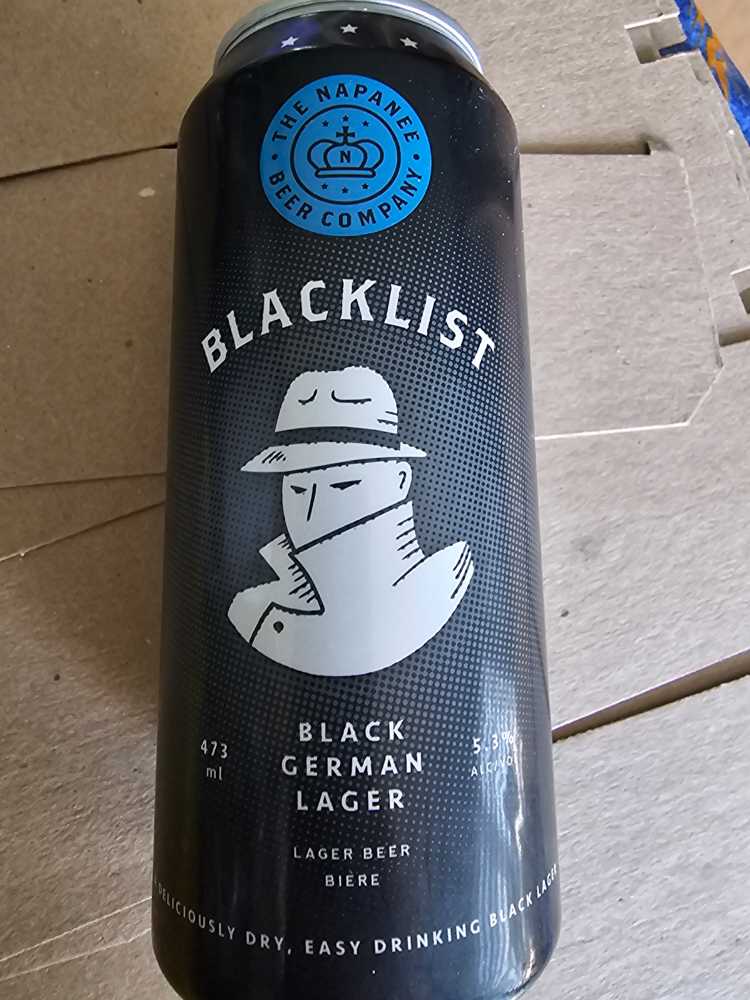 THE NAPANEE
BEER COMPANY
N
BLACKLIST
BLACK
GERMAN
LAGER
473
ml
5.3%
ALC/VOL
LAGER BEER
BIÈRE
DELICIOUSLY DRY, EASY DRINKING BLACK LAGER